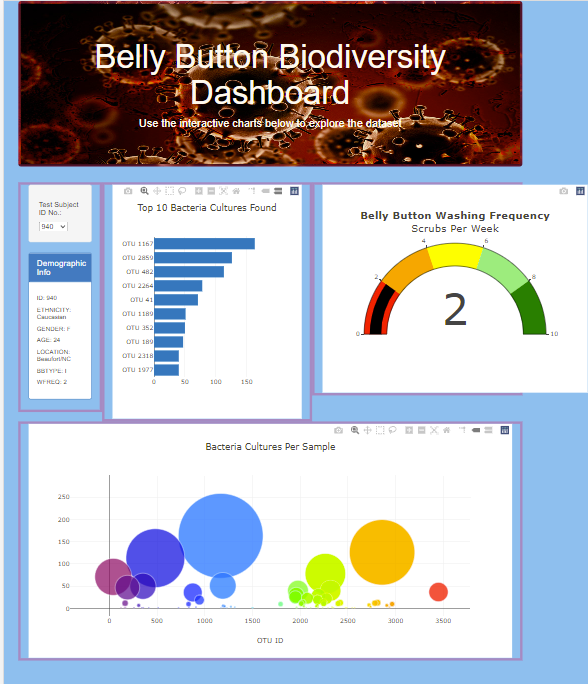 Belly Button Biodiversity
Dashboard
Use the interactive charts below to explore the dataset
Test Subject
ID No.:
940
Demographic
Info
ID: 940
ETHNICITY:
Caucasian
GENDER: F
AGE: 24
LOCATION:
Beaufort/NC
BBTYPE: I
WFREQ: 2
Top 10 Bacteria Cultures Found
OTU 1167
OTU 2859
OTU 482
OTU 2264
OTU 41
OTU 1189
OTU 352
OTU 189
OTU 2318
OTU 1977
0 50 100 150
Belly Button Washing Frequency
Scrubs Per Week
0 2 4 6 8 10
2
Bacteria Cultures Per Sample
250
200
150
100
50
0
0 500 1000 1500 2000 2500 3000 3500
OTU ID